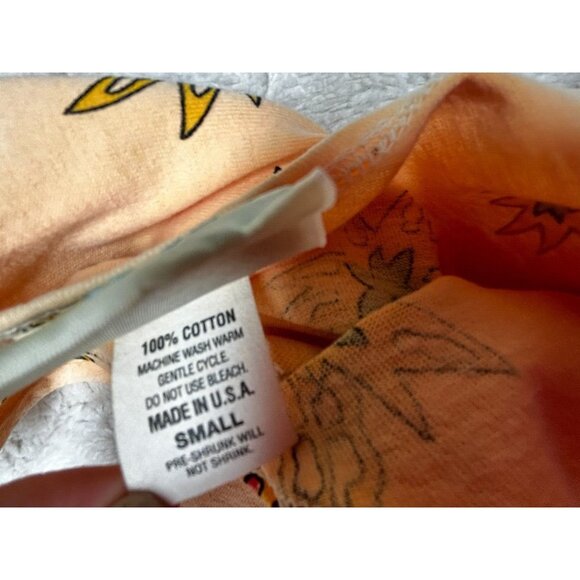 100% COTTON
MACHINE WASH WARM
GENTLE CYCLE.
DO NOT USE BLEACH.
MADE IN U.S.A.
SMALL
PRE-SHRUNK WILL
NOT SHRINK.